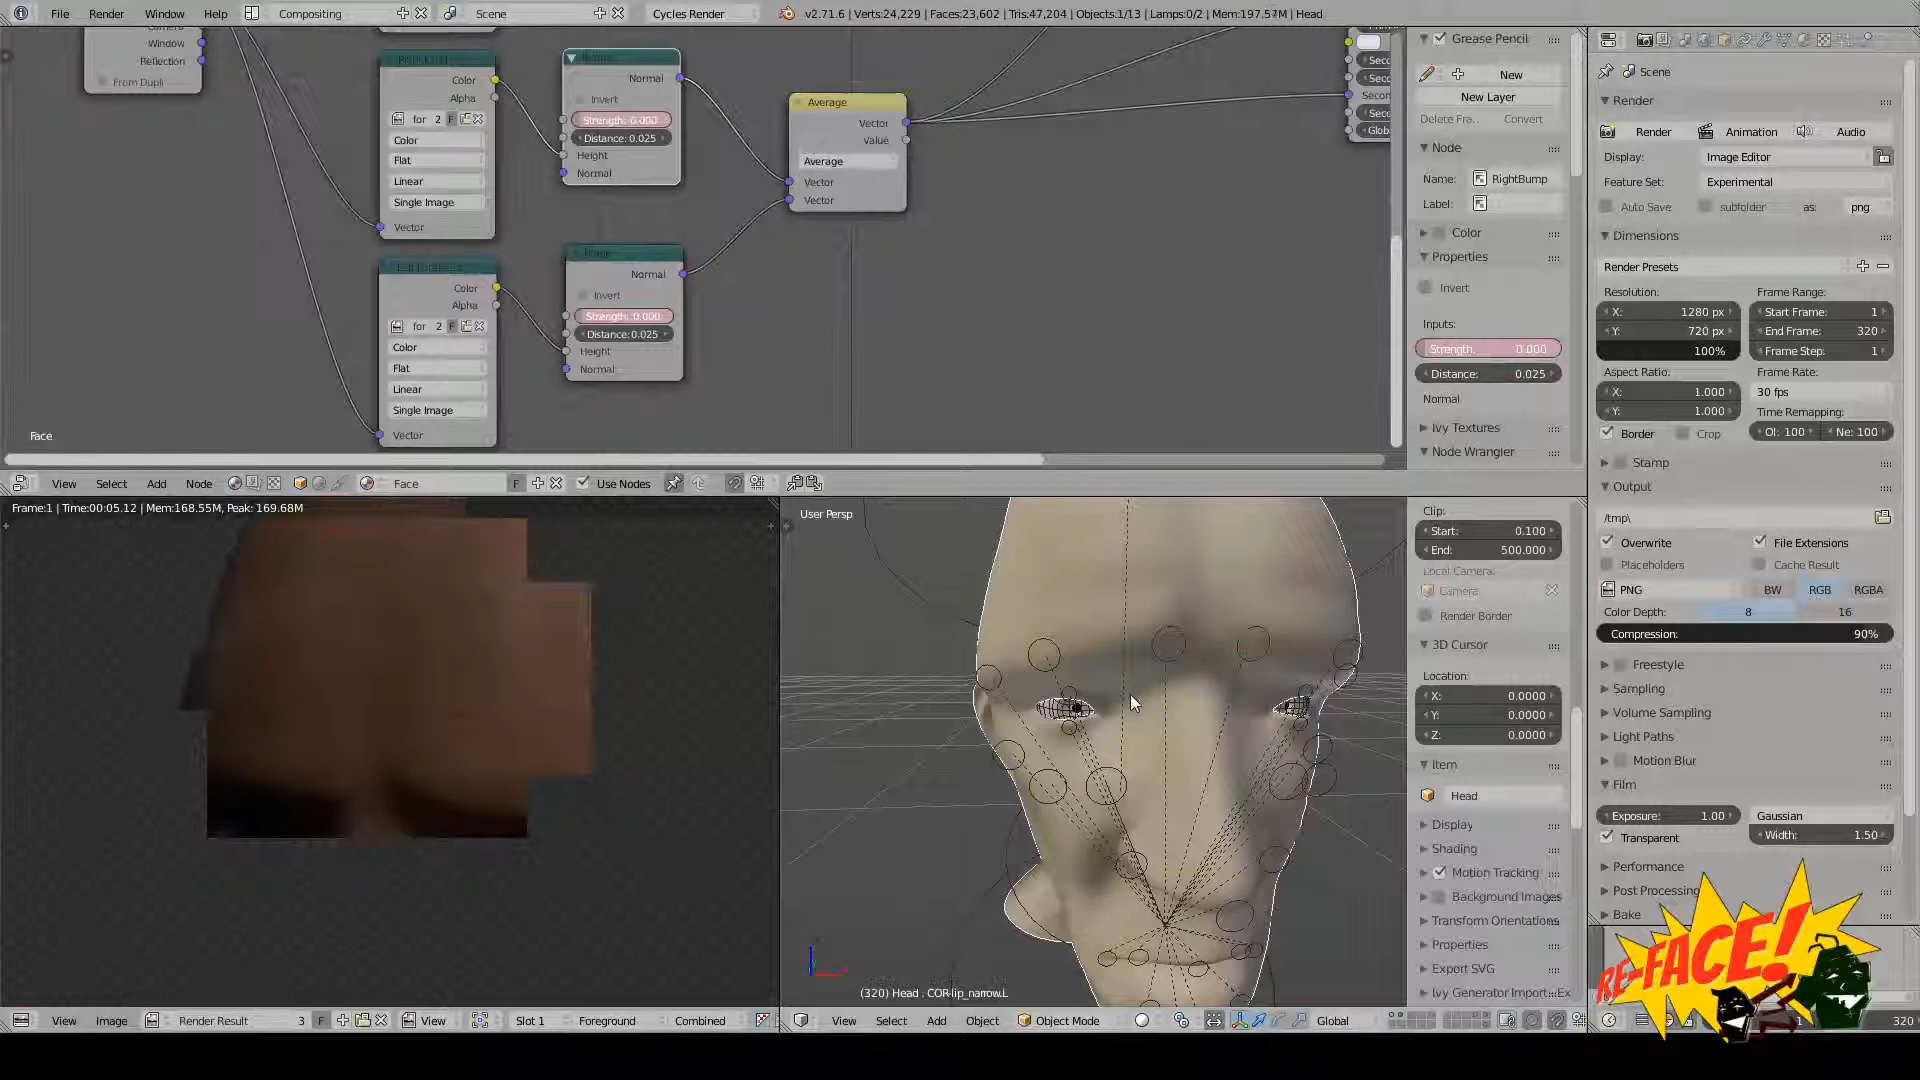 File Render Window Help Compositing Scene Cycles Render v2.71.6 | Verts:24,229 | Faces:23,602 | Tris:47,204 | Objects:1/13 | Lamps:0/2 | Mem:197.57M | Head
Window
Reflection
From Dupli
Color
Alpha
for 2 F
Color
Flat
Linear
Single Image
Vector
Normal
Invert
Strength: 0.000
Distance: 0.025
Height
Normal
Average
Vector
Value
Average
Vector
Vector
Color
Alpha
for 2 F
Color
Flat
Linear
Single Image
Vector
Normal
Invert
Strength: 0.000
Distance: 0.025
Height
Normal
Secon
Face
Grease Pencil
New
New Layer
Delete Fra.. Convert
Node
Name: RightBump
Label:
Color
Properties
Invert
Inputs:
Strength: 0.000
Distance: 0.025
Normal
Ivy Textures
Node Wrangler
View Select Add Node Face F Use Nodes
Frame:1 | Time:00:05.12 | Mem:168.55M, Peak: 169.68M
User Persp
(320) Head : COR-lip_narrow.L
Clip:
Start: 0.100
End: 500.000
Local Camera:
Camera
Render Border
3D Cursor
Location:
X: 0.0000
Y: 0.0000
Z: 0.0000
Item
Head
Display
Shading
Motion Tracking
Background Images
Transform Orientations
Properties
Export SVG
Ivy Generator Import...Ex
View Image Render Result 3 F View Slot 1 Foreground Combined
View Select Add Object Object Mode Global
Scene
Render
Render Animation Audio
Display: Image Editor
Feature Set: Experimental
Auto Save subfolder as: png
Dimensions
Render Presets
Resolution: Frame Range:
X: 1280 px Start Frame: 1
Y: 720 px End Frame: 320
100% Frame Step: 1
Aspect Ratio: Frame Rate:
X: 1.000 30 fps
Y: 1.000 Time Remapping:
Border Crop Ol: 100 Ne: 100
Stamp
Output
/tmp\
Overwrite File Extensions
Placeholders Cache Result
PNG BW RGB RGBA
Color Depth: 8 16
Compression: 90%
Freestyle
Sampling
Volume Sampling
Light Paths
Motion Blur
Film
Exposure: 1.00 Gaussian
Transparent Width: 1.50
Performance
Post Processing
Bake
RE-FACE!
1 320